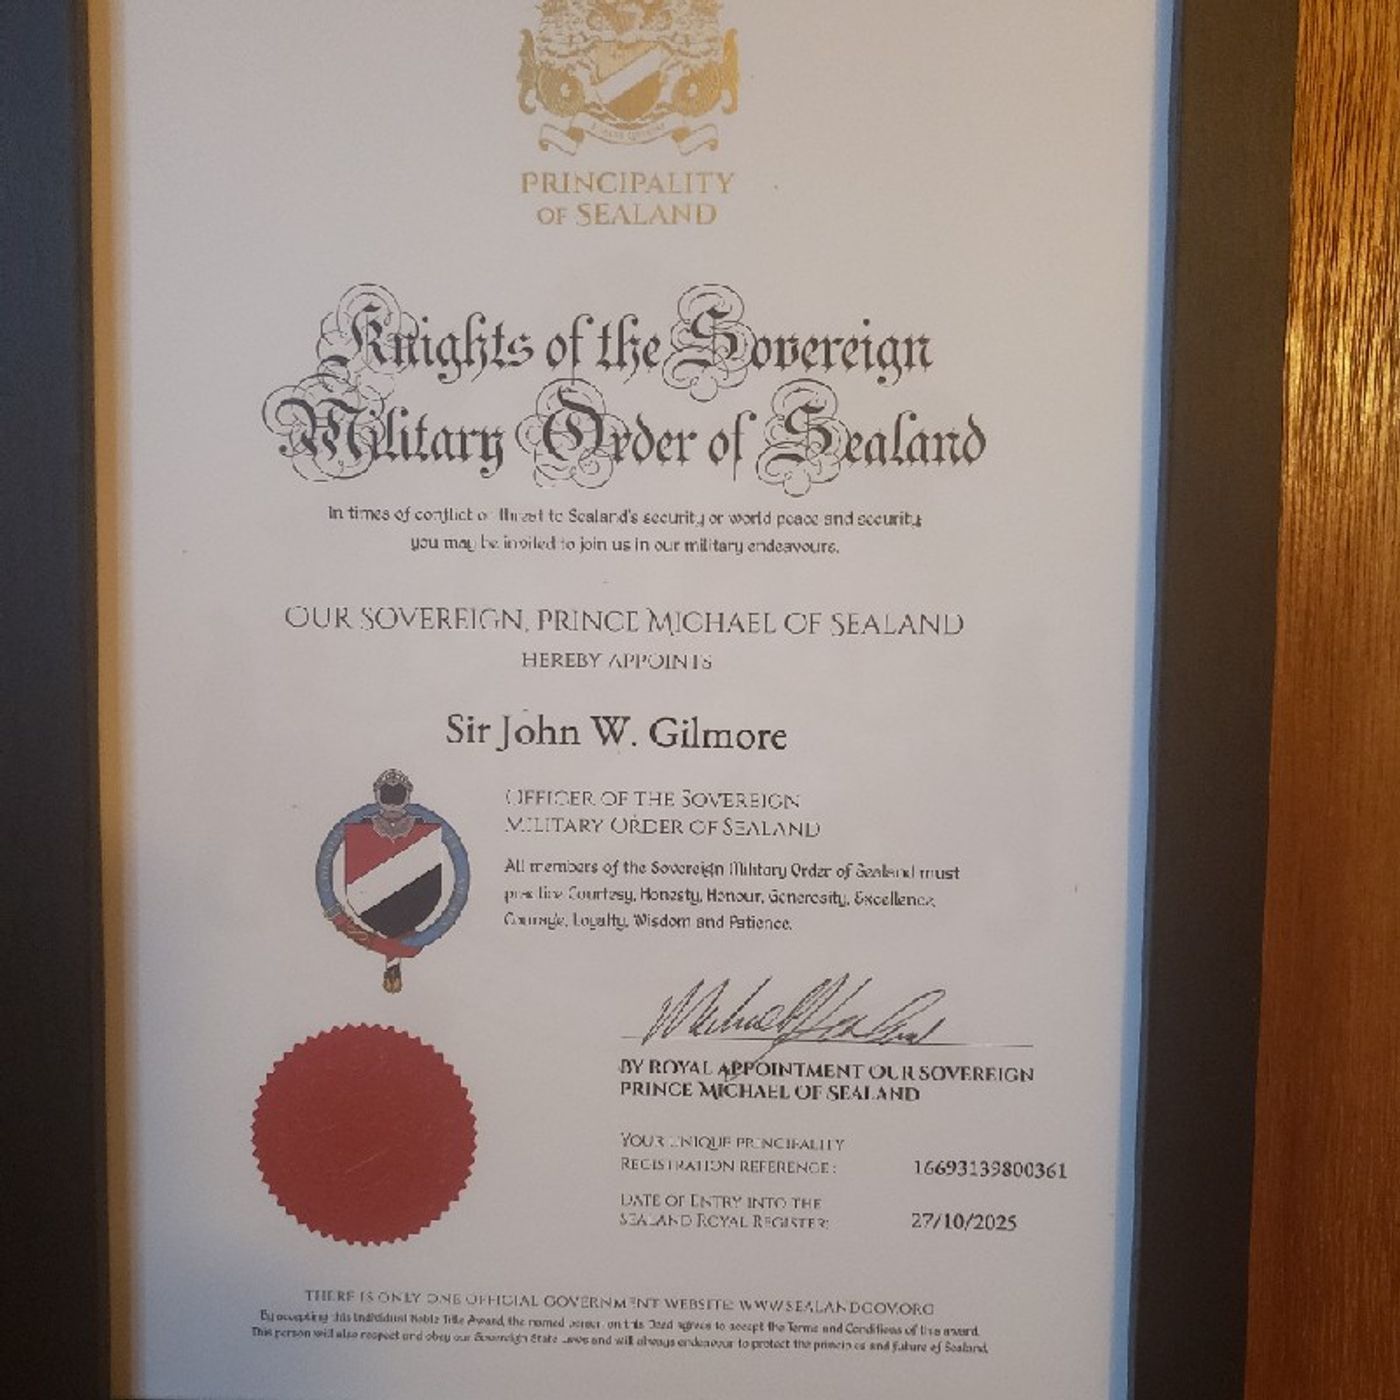 PRINCIPALITY
OF SEALAND
Knights of the Sovereign
Military Order of Sealand
In times of conflict or threat to Sealand's security or world peace and security
you may be invited to join us in our military endeavours.
OUR SOVEREIGN, PRINCE MICHAEL OF SEALAND
HEREBY APPOINTS
Sir John W. Gilmore
OFFICER OF THE SOVEREIGN
MILITARY ORDER OF SEALAND
All members of the Sovereign Military Order of Sealand must
practice Courtesy, Honesty, Honour, Generosity, Excellence,
Courage, Loyalty, Wisdom and Patience.
Michael of Sealand
BY ROYAL APPOINTMENT OUR SOVEREIGN
PRINCE MICHAEL OF SEALAND
YOUR UNIQUE PRINCIPALITY
REGISTRATION REFERENCE: 16693139800361
DATE OF ENTRY INTO THE
SEALAND ROYAL REGISTER: 27/10/2025
THERE IS ONLY ONE OFFICIAL GOVERNMENT WEBSITE: WWW.SEALANDGOV.ORG
By accepting this Individual Noble Title Award, the named person on this Deed agrees to accept the Terms and Conditions of this award.
This person will also respect and obey our Sovereign State Laws and will always endeavour to protect the principles and future of Sealand.